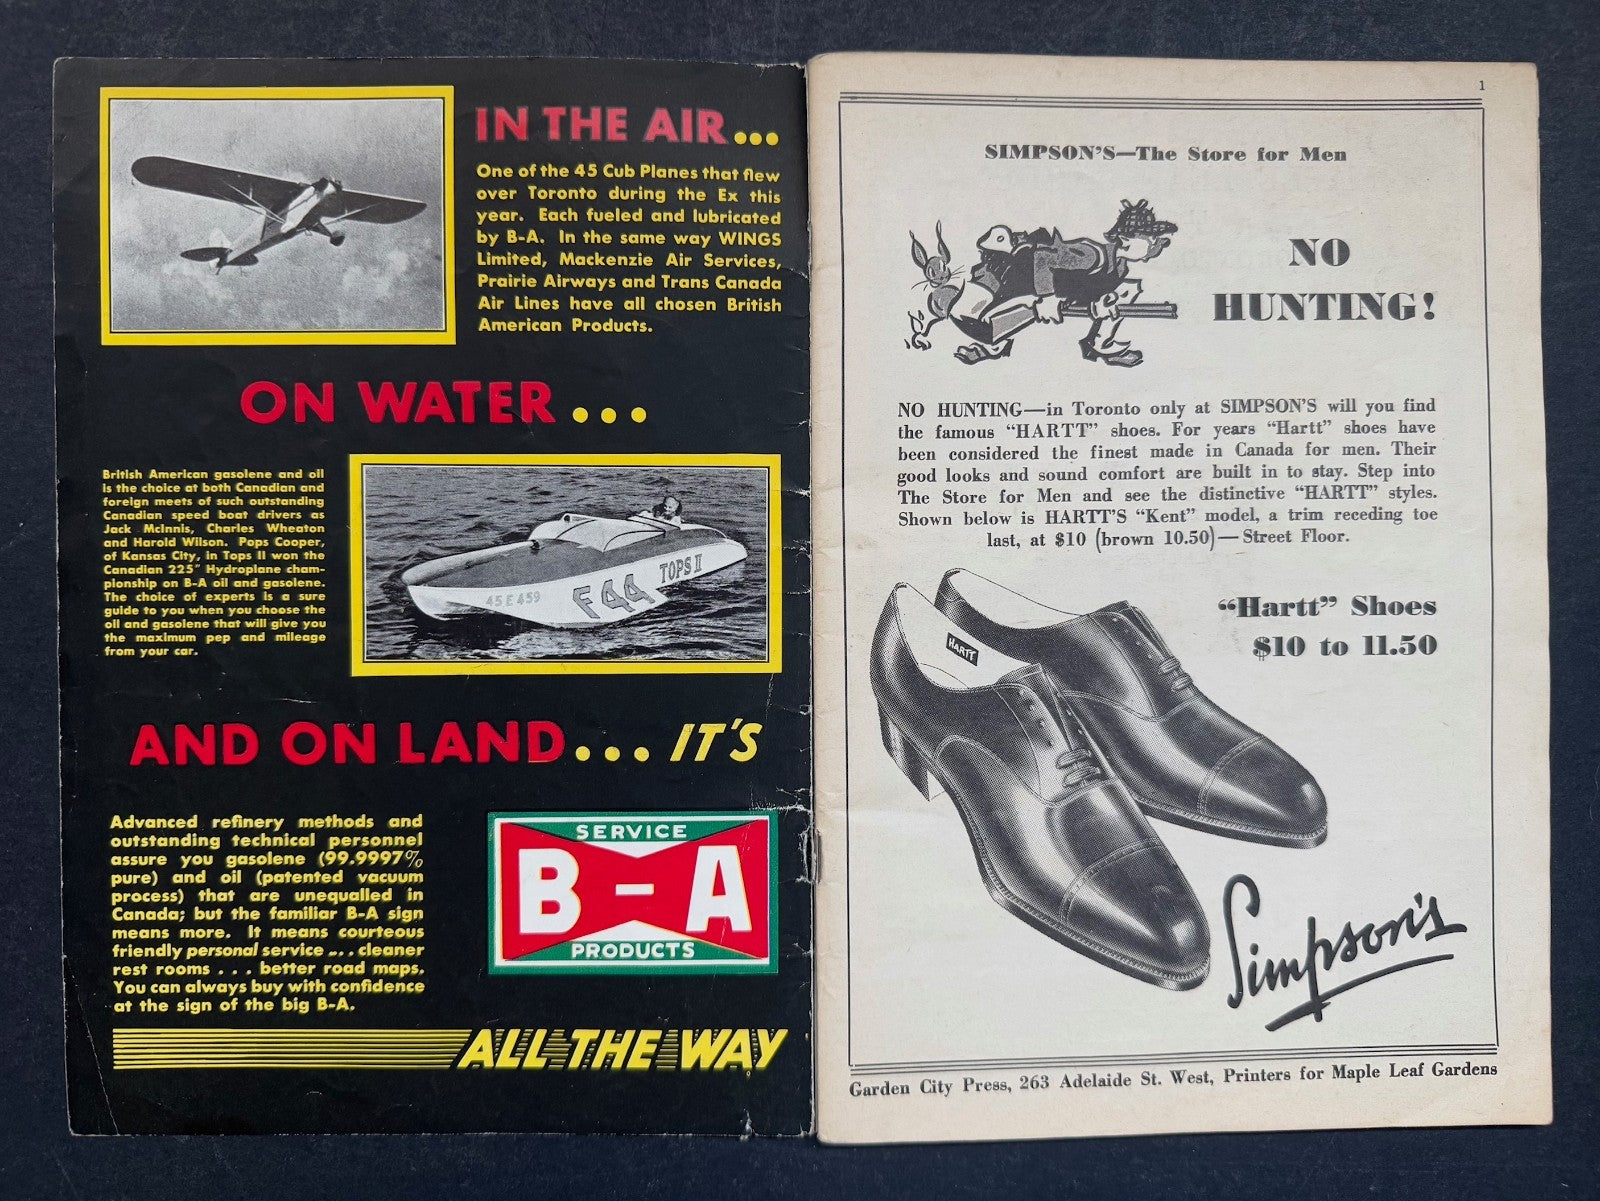 IN THE AIR...
One of the 45 Cub Planes that flew
over Toronto during the Ex this
year. Each fueled and lubricated
by B-A. In the same way WINGS
Limited, Mackenzie Air Services,
Prairie Airways and Trans Canada
Air Lines have all chosen British
American Products.
ON WATER...
British American gasolene and oil
is the choice at both Canadian and
foreign meets of such outstanding
Canadian speed boat drivers as
Jack McInnis, Charles Wheaton
and Harold Wilson. Pops Cooper,
of Kansas City, in Tops II won the
Canadian 225" Hydroplane cham-
pionship on B-A oil and gasolene.
The choice of experts is a sure
guide to you when you choose the
oil and gasolene that will give you
the maximum pep and mileage
from your car.
45 E 459
F44
TOPS II
AND ON LAND... IT'S
Advanced refinery methods and
outstanding technical personnel
assure you gasolene (99.9997%
pure) and oil (patented vacuum
process) that are unequalled in
Canada; but the familiar B-A sign
means more. It means courteous
friendly personal service ... cleaner
rest rooms . . . better road maps.
You can always buy with confidence
at the sign of the big B-A.
SERVICE
B-A
PRODUCTS
ALL THE WAY
1
SIMPSON'S—The Store for Men
NO
HUNTING!
NO HUNTING—in Toronto only at SIMPSON'S will you find
the famous "HARTT" shoes. For years "Hartt" shoes have
been considered the finest made in Canada for men. Their
good looks and sound comfort are built in to stay. Step into
The Store for Men and see the distinctive "HARTT" styles.
Shown below is HARTT'S "Kent" model, a trim receding toe
last, at $10 (brown 10.50)—Street Floor.
"Hartt" Shoes
$10 to 11.50
HARTT
Simpson's
Garden City Press, 263 Adelaide St. West, Printers for Maple Leaf Gardens